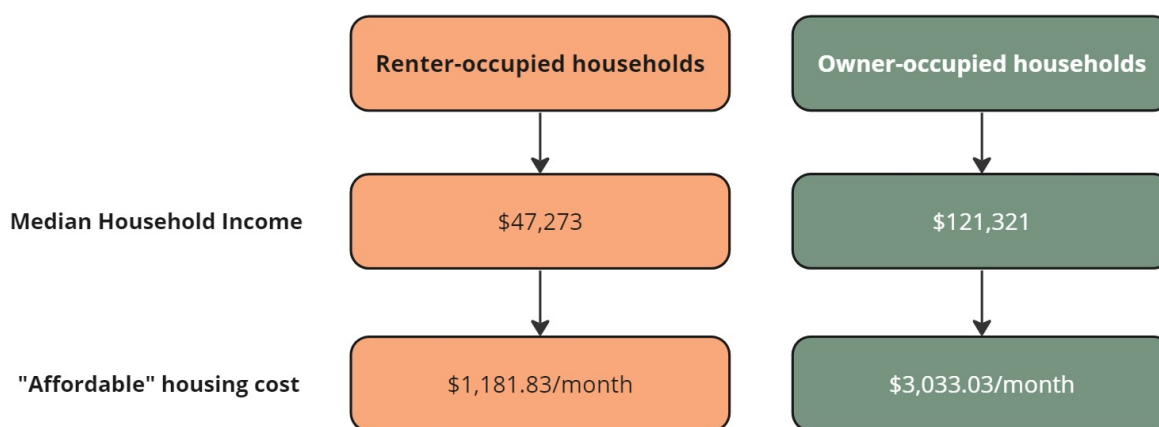 Renter-occupied households
Owner-occupied households
Median Household Income
$47,273
$121,321
"Affordable" housing cost
$1,181.83/month
$3,033.03/month